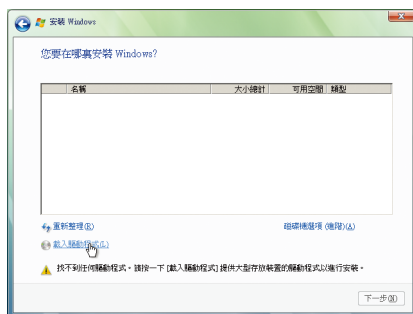 安裝 Windows
您要在哪裏安裝 Windows?
名稱 大小總計 可用空間 類型
重新整理(R) 磁碟機選項 (進階)(A)
載入驅動程式(L)
找不到任何驅動程式。請按一下 [載入驅動程式] 提供大型存放裝置的驅動程式以進行安裝。
下一步(N)